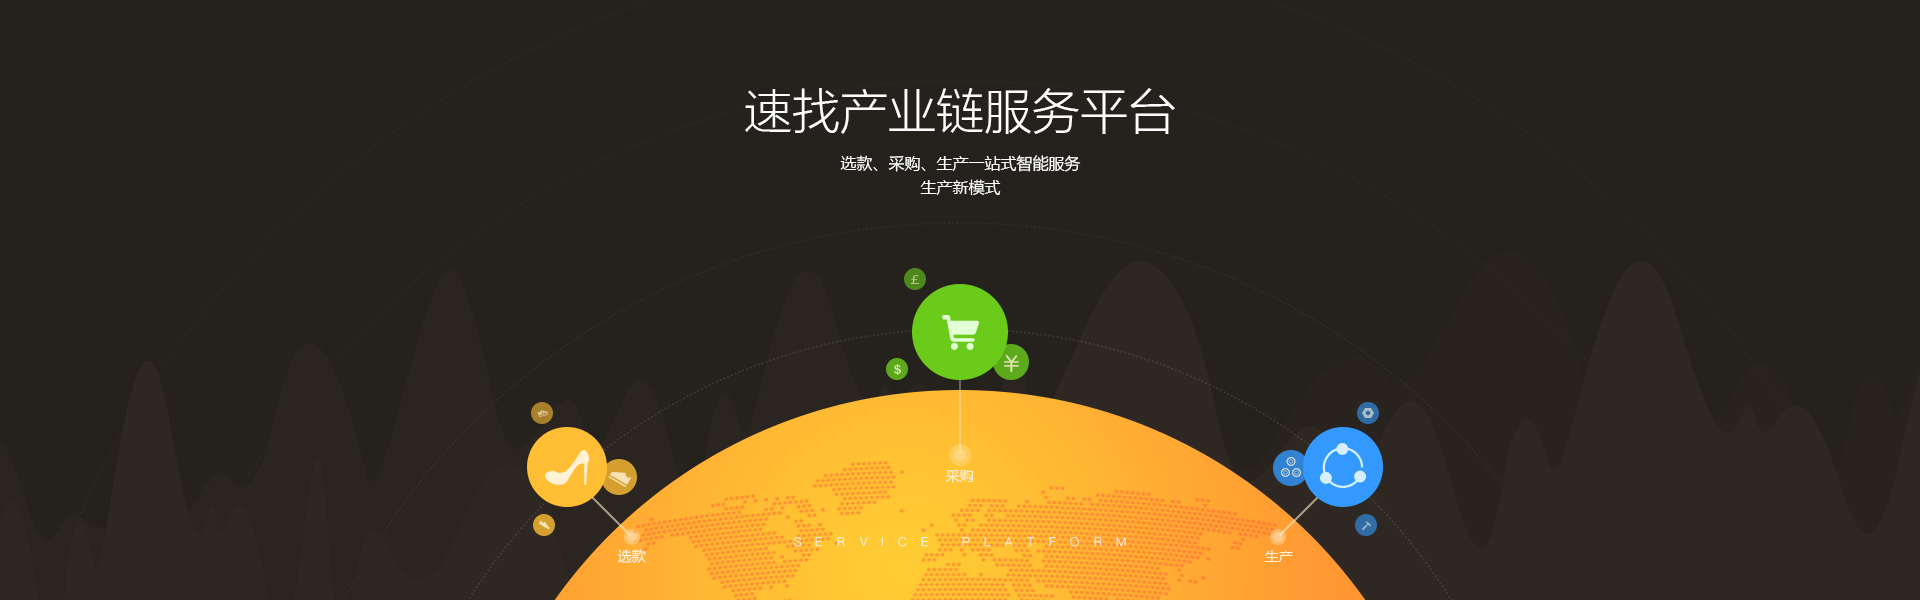 速找产业链服务平台
选款、采购、生产一站式智能服务
生产新模式
£
$
¥
采购
SERVICE PLATFORM
选款
生产